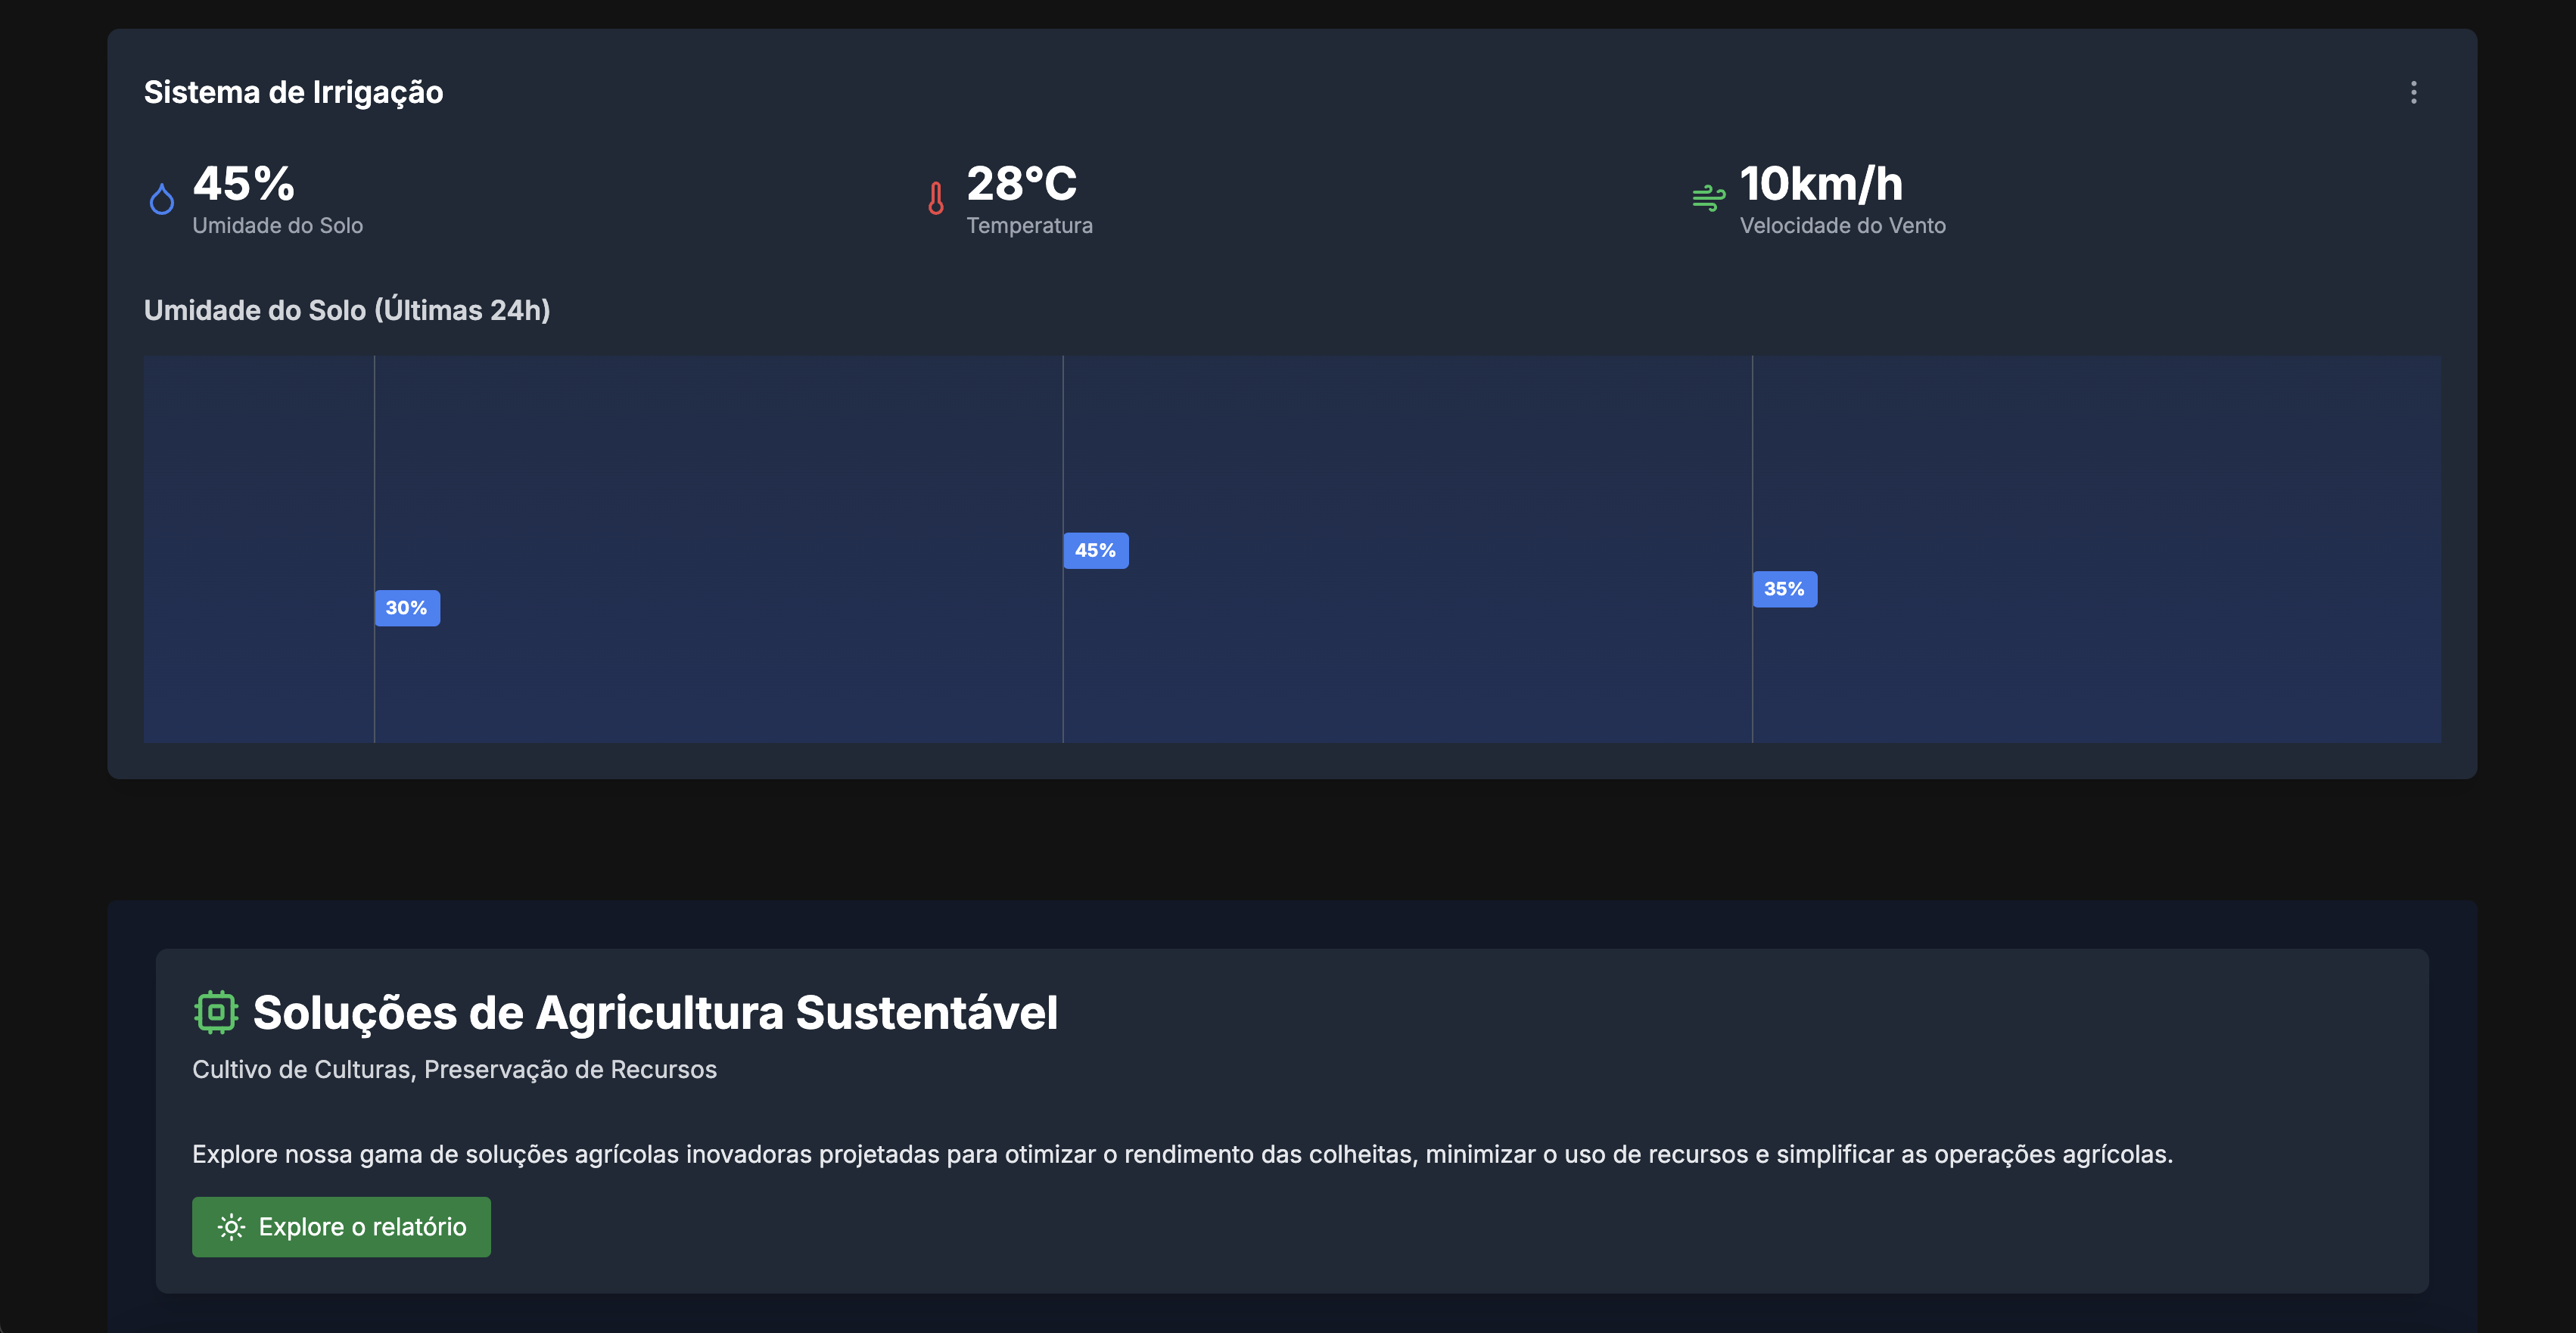 Sistema de Irrigação
45%
Umidade do Solo
28°C
Temperatura
10km/h
Velocidade do Vento
Umidade do Solo (Últimas 24h)
30%
45%
35%
Soluções de Agricultura Sustentável
Cultivo de Culturas, Preservação de Recursos
Explore nossa gama de soluções agrícolas inovadoras projetadas para otimizar o rendimento das colheitas, minimizar o uso de recursos e simplificar as operações agrícolas.
Explore o relatório